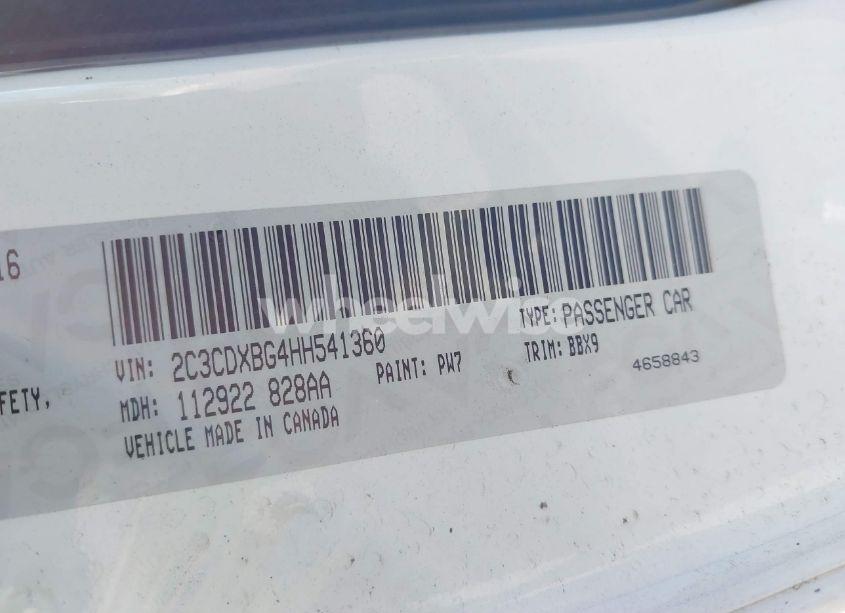 16
wheelwise
TYPE: PASSENGER CAR
VIN: 2C3CDXBG4HH541360
PAINT: PW7
TRIM: BBX9
4658843
FETY,
MDH: 112922 828AA
VEHICLE MADE IN CANADA